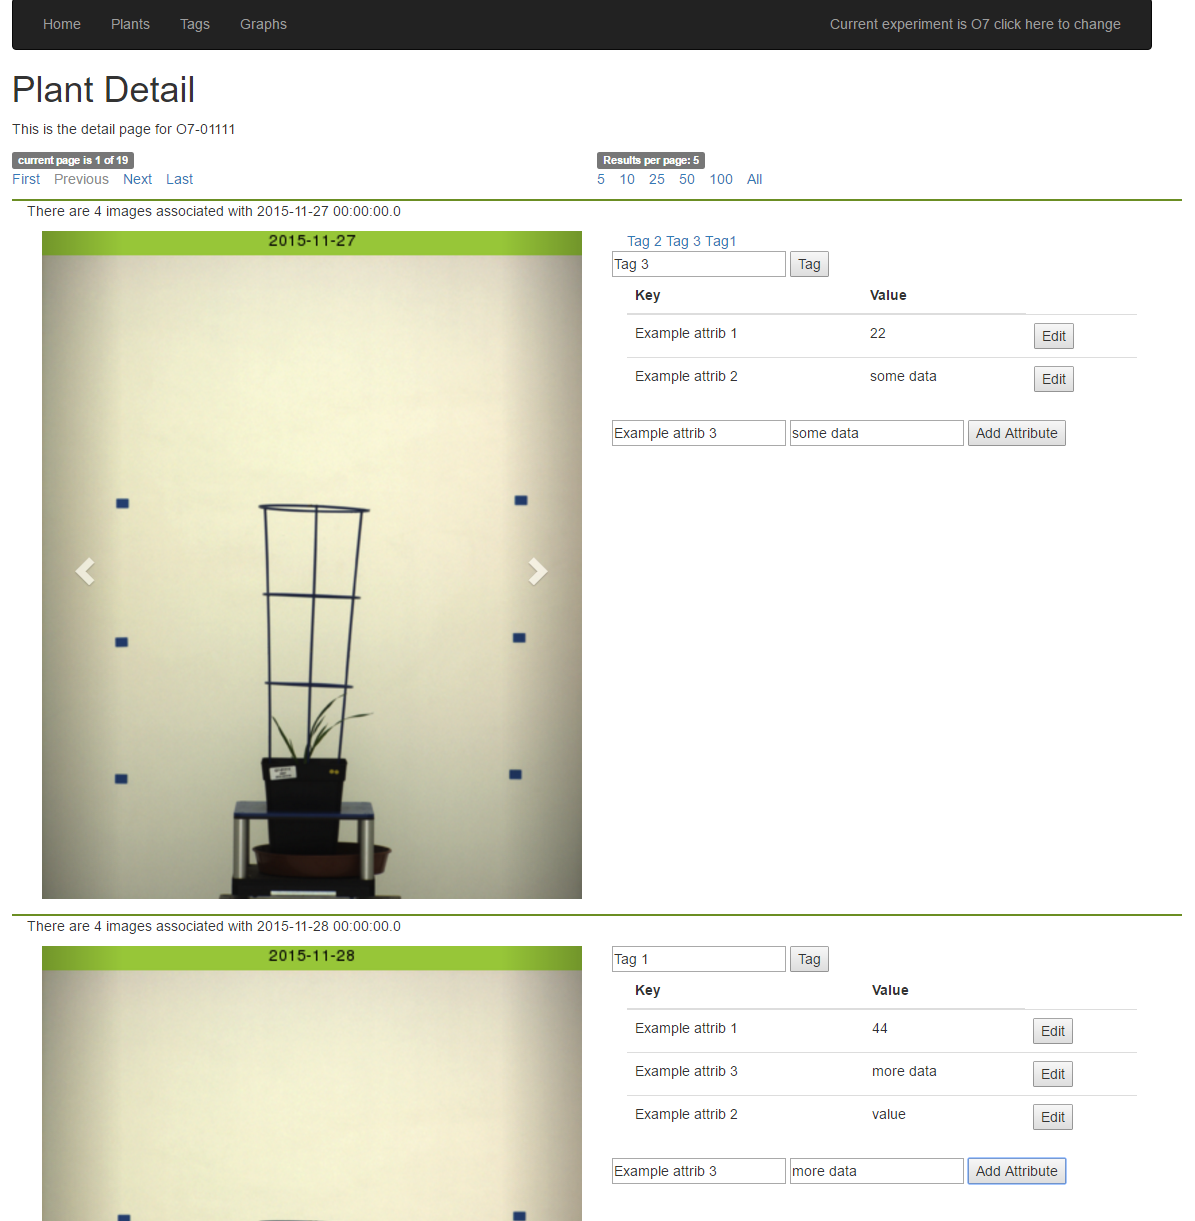 Home Plants Tags Graphs Current experiment is O7 click here to change
Plant Detail
This is the detail page for O7-01111
current page is 1 of 19 Results per page: 5
First Previous Next Last 5 10 25 50 100 All
There are 4 images associated with 2015-11-27 00:00:00.0
2015-11-27
Tag 2 Tag 3 Tag1
Tag 3 Tag
Key Value
Example attrib 1 22 Edit
Example attrib 2 some data Edit
Example attrib 3 some data Add Attribute
There are 4 images associated with 2015-11-28 00:00:00.0
2015-11-28
Tag 1 Tag
Key Value
Example attrib 1 44 Edit
Example attrib 3 more data Edit
Example attrib 2 value Edit
Example attrib 3 more data Add Attribute